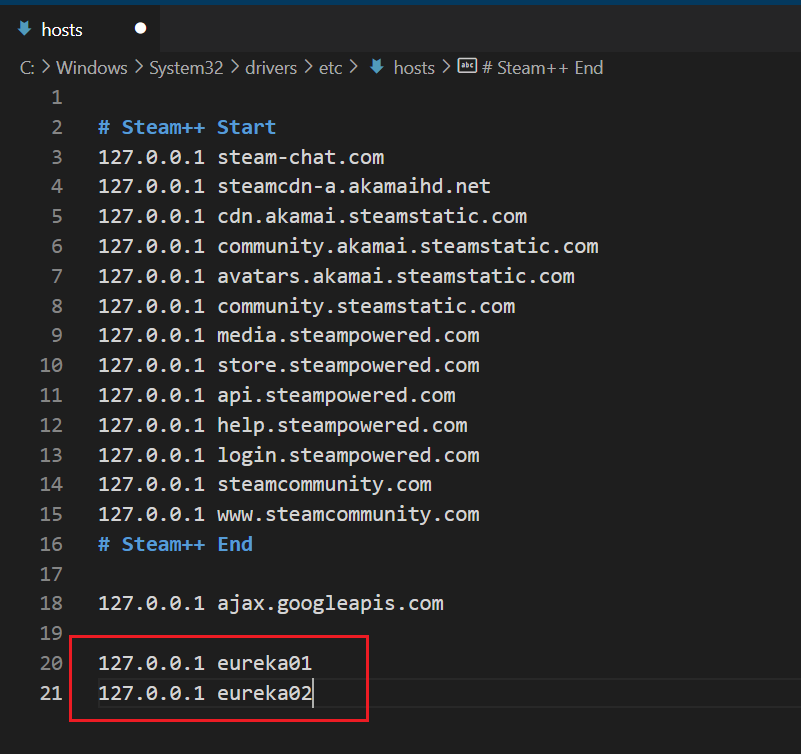 hosts
C: > Windows > System32 > drivers > etc > hosts > abc # Steam++ End
1
2 # Steam++ Start
3 127.0.0.1 steam-chat.com
4 127.0.0.1 steamcdn-a.akamaihd.net
5 127.0.0.1 cdn.akamai.steamstatic.com
6 127.0.0.1 community.akamai.steamstatic.com
7 127.0.0.1 avatars.akamai.steamstatic.com
8 127.0.0.1 community.steamstatic.com
9 127.0.0.1 media.steampowered.com
10 127.0.0.1 store.steampowered.com
11 127.0.0.1 api.steampowered.com
12 127.0.0.1 help.steampowered.com
13 127.0.0.1 login.steampowered.com
14 127.0.0.1 steamcommunity.com
15 127.0.0.1 www.steamcommunity.com
16 # Steam++ End
17
18 127.0.0.1 ajax.googleapis.com
19
20 127.0.0.1 eureka01
21 127.0.0.1 eureka02